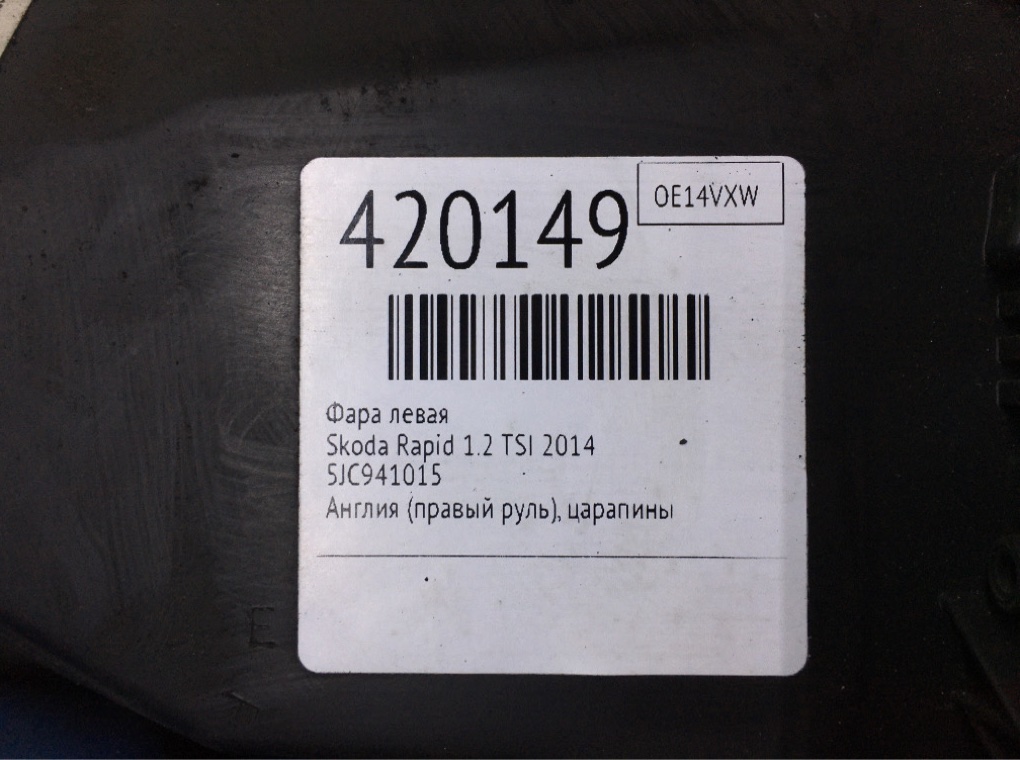 420149
OE14VXW
Фара левая
Skoda Rapid 1.2 TSI 2014
5JC941015
Англия (правый руль), царапины
E